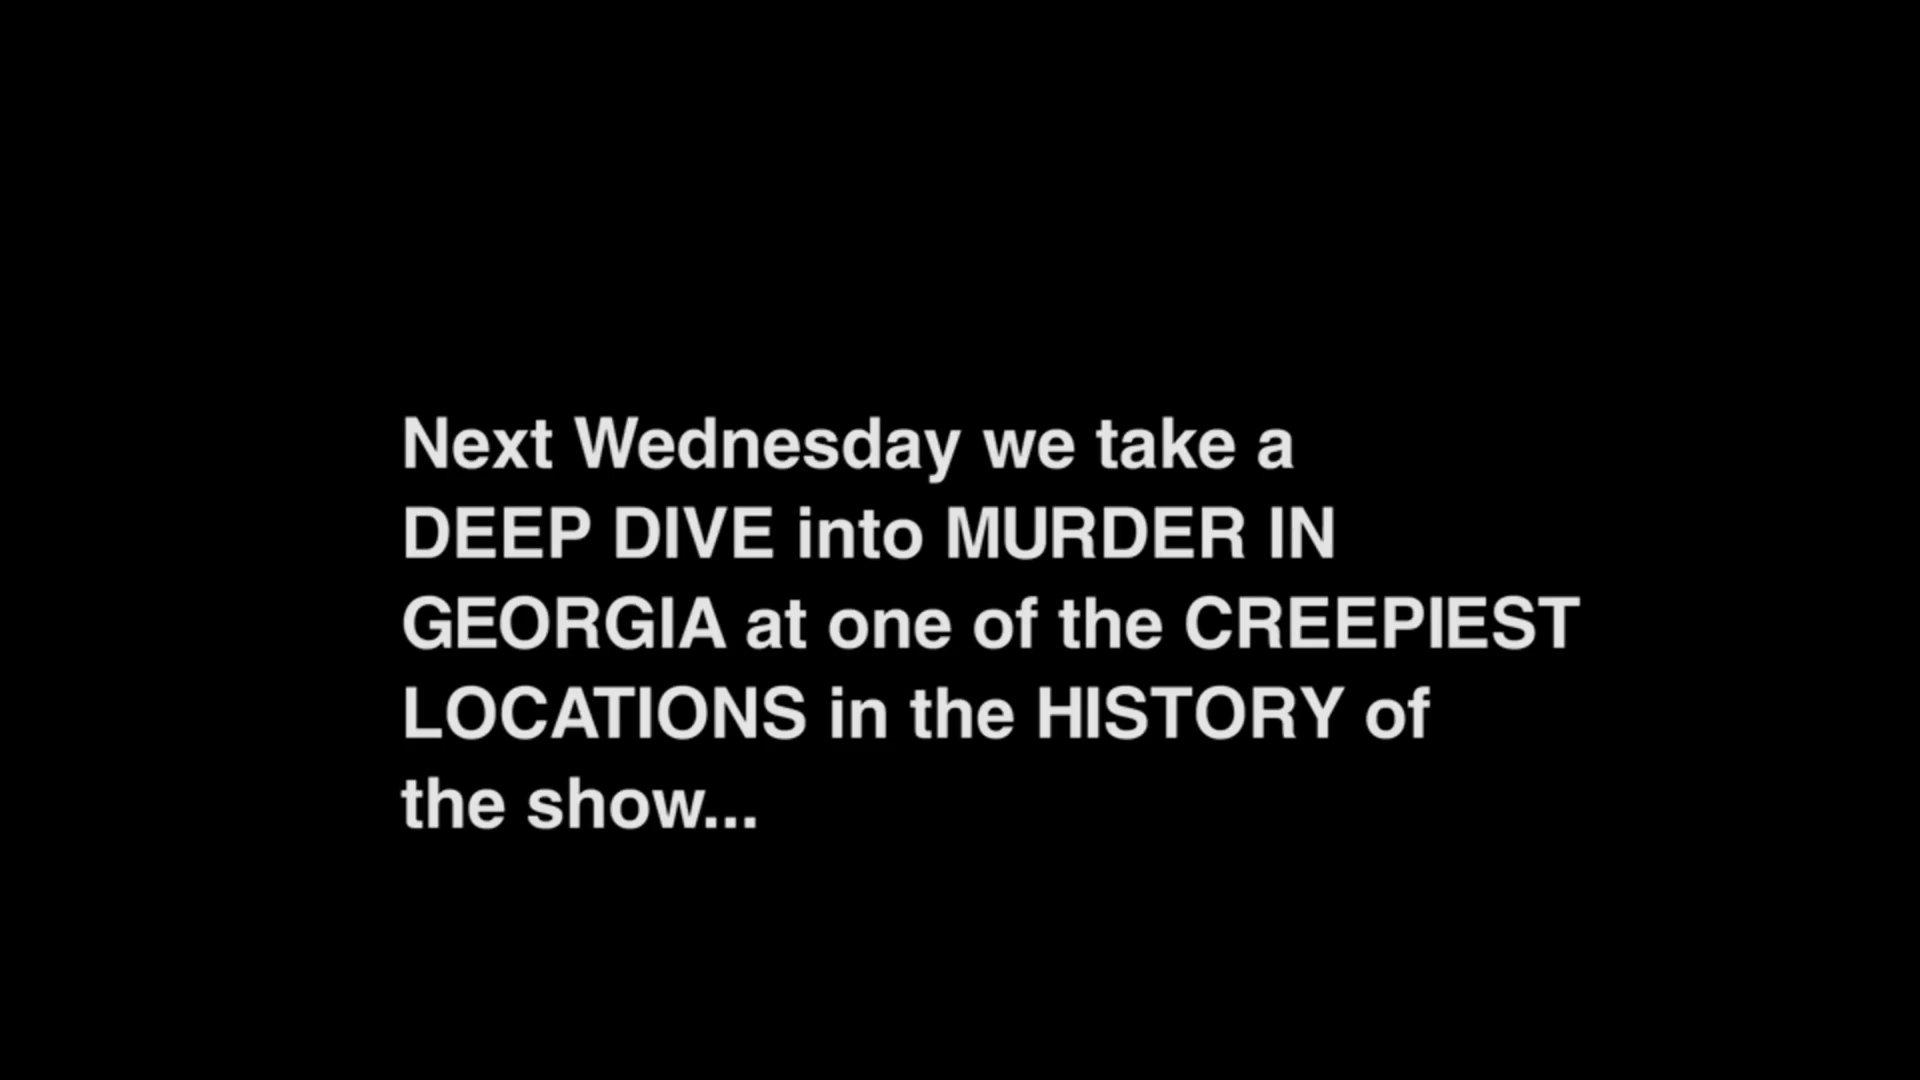 Next Wednesday we take a
DEEP DIVE into MURDER IN
GEORGIA at one of the CREEPIEST
LOCATIONS in the HISTORY of
the show...